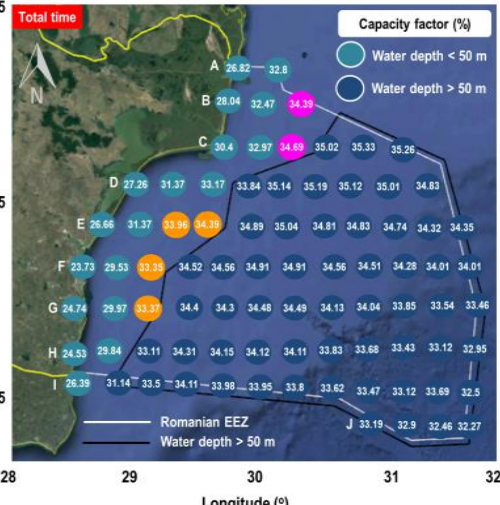 Total time
Capacity factor (%)
Water depth < 50 m
Water depth > 50 m
N
A 26.82 32.8
B 28.04 32.47 34.39
C 30.4 32.97 34.69 35.02 35.33 35.26
D 27.26 31.37 33.17 33.84 35.14 35.19 35.12 35.01 34.83
E 26.66 31.37 33.96 34.39 34.89 35.04 34.81 34.83 34.74 34.32 34.35
F 23.73 29.53 33.35 34.52 34.56 34.91 34.91 34.56 34.51 34.28 34.01 34.01
G 24.74 29.97 33.37 34.4 34.3 34.48 34.49 34.13 34.04 33.85 33.54 33.46
H 24.53 29.84 33.11 34.31 34.15 34.12 34.11 33.83 33.68 33.43 33.12 32.95
I 26.39 31.14 33.5 34.11 33.98 33.95 33.8 33.62 33.47 33.12 33.69 32.5
J 33.19 32.9 32.46 32.27
Romanian EEZ
Water depth > 50 m
28 29 30 31 32
Longitude (º)